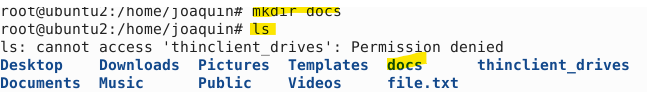 root@ubuntu2:/home/joaquin# mkdir docs
root@ubuntu2:/home/joaquin# ls
ls: cannot access 'thinclient_drives': Permission denied
Desktop Downloads Pictures Templates docs thinclient_drives
Documents Music Public Videos file.txt